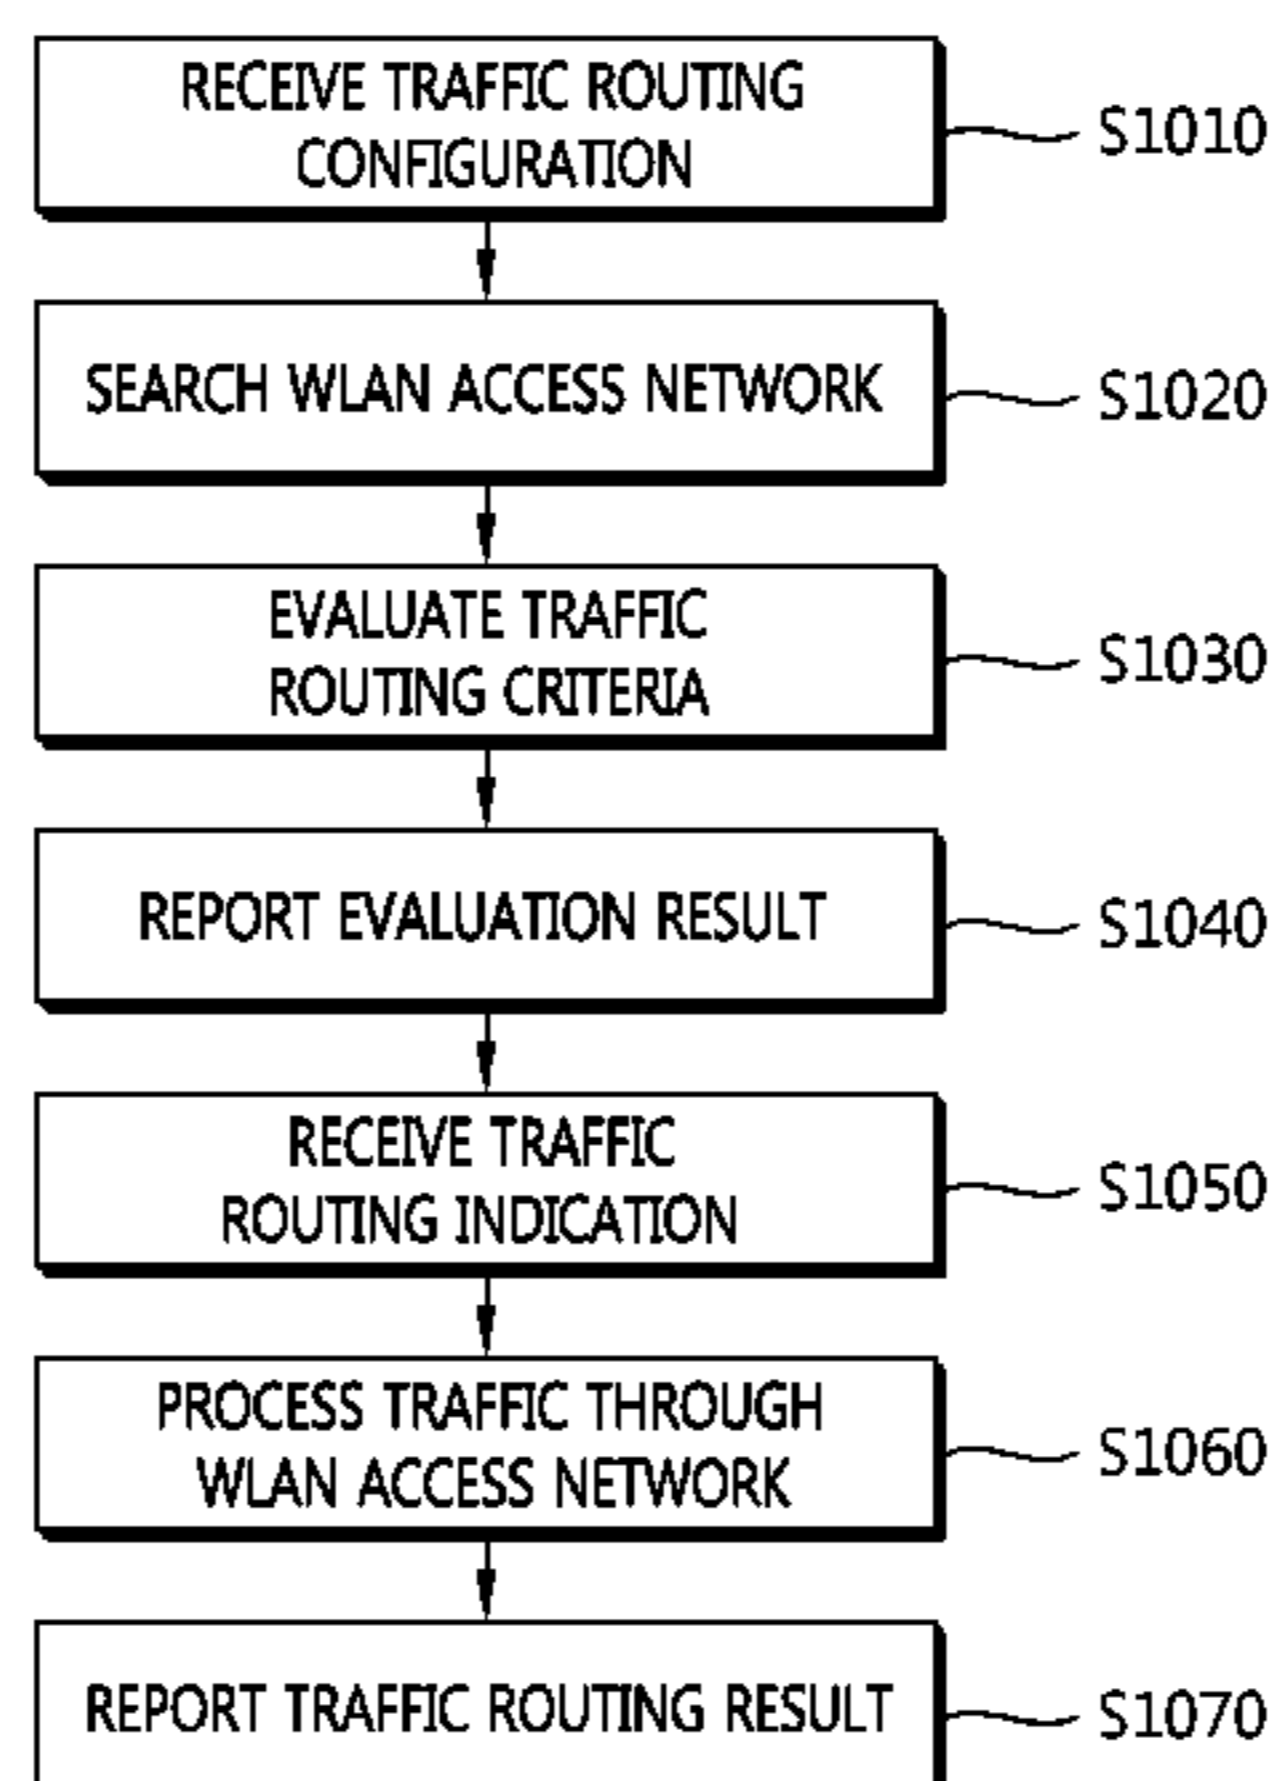 RECEIVE TRAFFIC ROUTING
CONFIGURATION
S1010
SEARCH WLAN ACCESS NETWORK
S1020
EVALUATE TRAFFIC
ROUTING CRITERIA
S1030
REPORT EVALUATION RESULT
S1040
RECEIVE TRAFFIC
ROUTING INDICATION
S1050
PROCESS TRAFFIC THROUGH
WLAN ACCESS NETWORK
S1060
REPORT TRAFFIC ROUTING RESULT
S1070